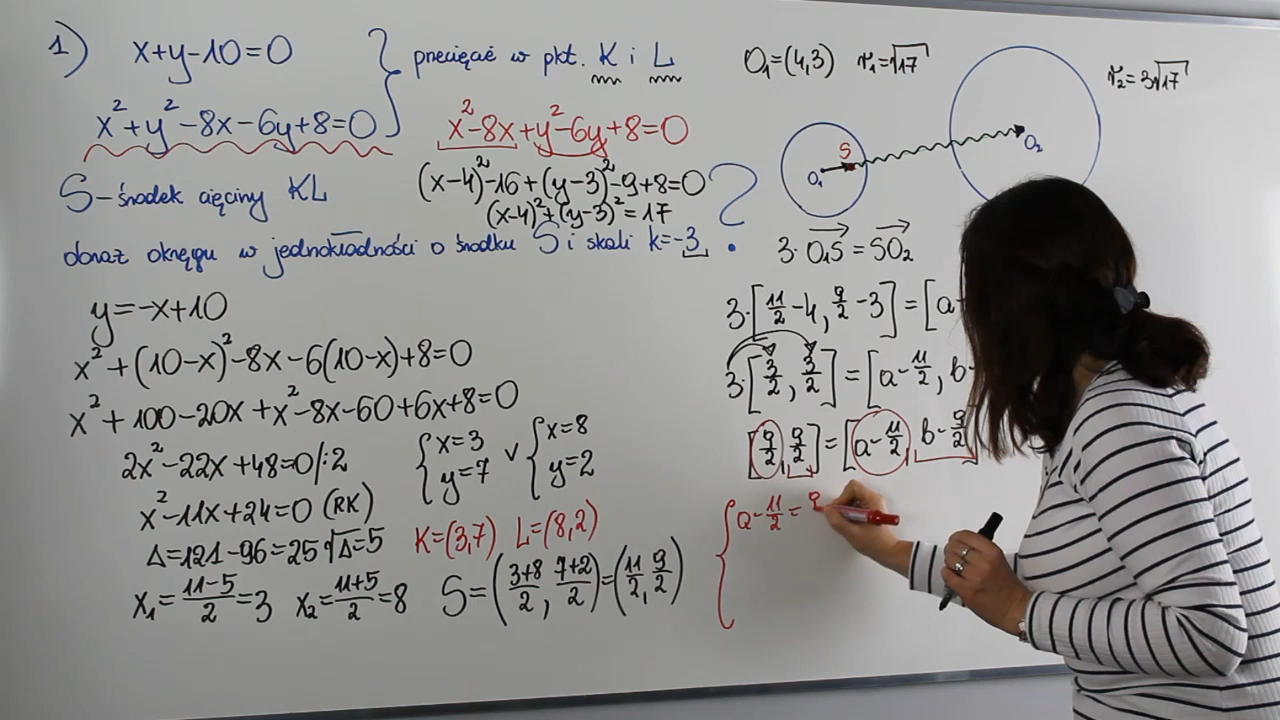 1) x+y-10=0
x²+y²-8x-6y+8=0
przecięcie w pkt. K i L
x²-8x+y²-6y+8=0
(x-4)²-16+(y-3)²-9+8=0
(x-4)²+(y-3)²=17
S-środek cięciwy KL
obraz okręgu w jednokładności o środku S i skali k=-3 ?
y=-x+10
x²+(10-x)²-8x-6(10-x)+8=0
x²+100-20x+x²-8x-60+6x+8=0
2x²-22x+48=0/:2
x²-11x+24=0 (RK)
Δ=121-96=25 √Δ=5
x₁=(11-5)/2=3 x₂=(11+5)/2=8
{x=3 y=7 ∨ {x=8 y=2
K=(3,7) L=(8,2)
S=((3+8)/2, (7+2)/2)=(11/2, 9/2)
O₁=(4,3) r₁=√17
r₂=3√17
S
O₁
O₂
3·O₁S=SO₂
3·[11/2-4, 9/2-3]=[a-
3·[3/2, 3/2]=[a-11/2, b-
[9/2, 9/2]=[a-11/2, b-9/2]
{a-11/2=9